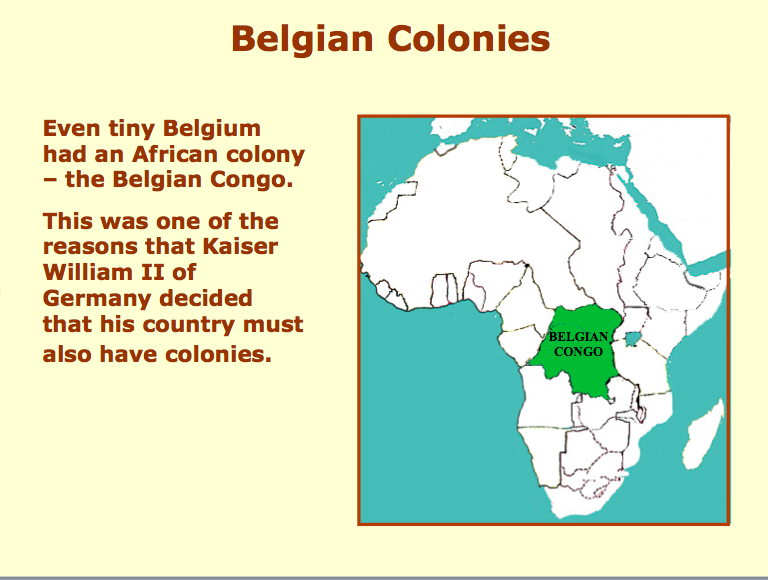 Belgian Colonies
Even tiny Belgium
had an African colony
– the Belgian Congo.
This was one of the
reasons that Kaiser
William II of
Germany decided
that his country must
also have colonies.
BELGIAN
CONGO